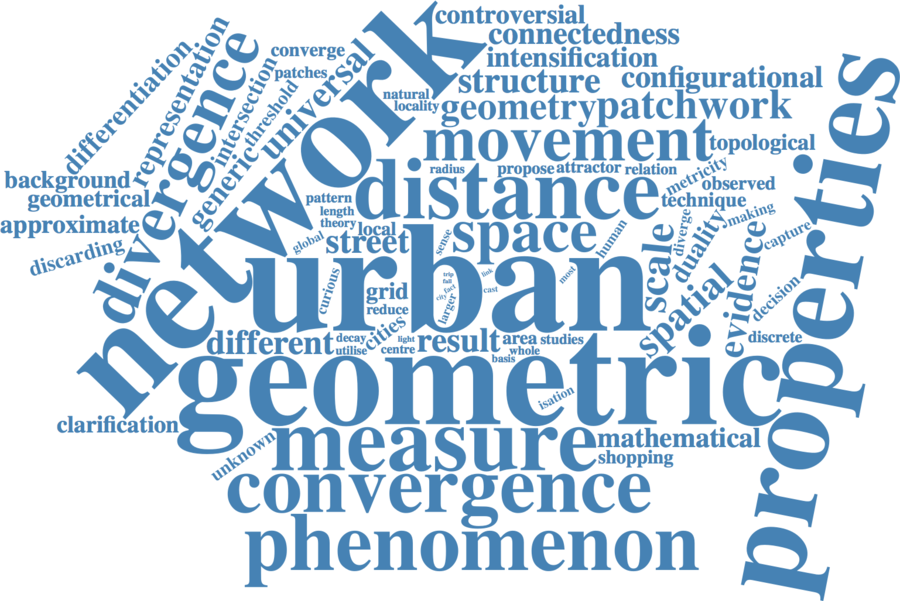 controversial
connectedness
intensification
structure
configurational
geometry
patchwork
movement
topological
network
properties
divergence
differentiation
representation
intersection
threshold
universal
generic
converge
patches
natural
locality
background
geometrical
approximate
discarding
radius
propose
attractor
relation
metricity
observed
technique
distance
pattern
length
theory
local
global
street
space
sense
human
scale
diverge
duality
making
capture
urban
curious
grid
reduce
larger
trip
fail
fact
city
link
cast
most
spatial
evidence
decision
discrete
different
decay
utilise
cities
light
centre
result
area
studies
whole
basis
geometric
isation
clarification
unknown
measure
mathematical
shopping
convergence
phenomenon